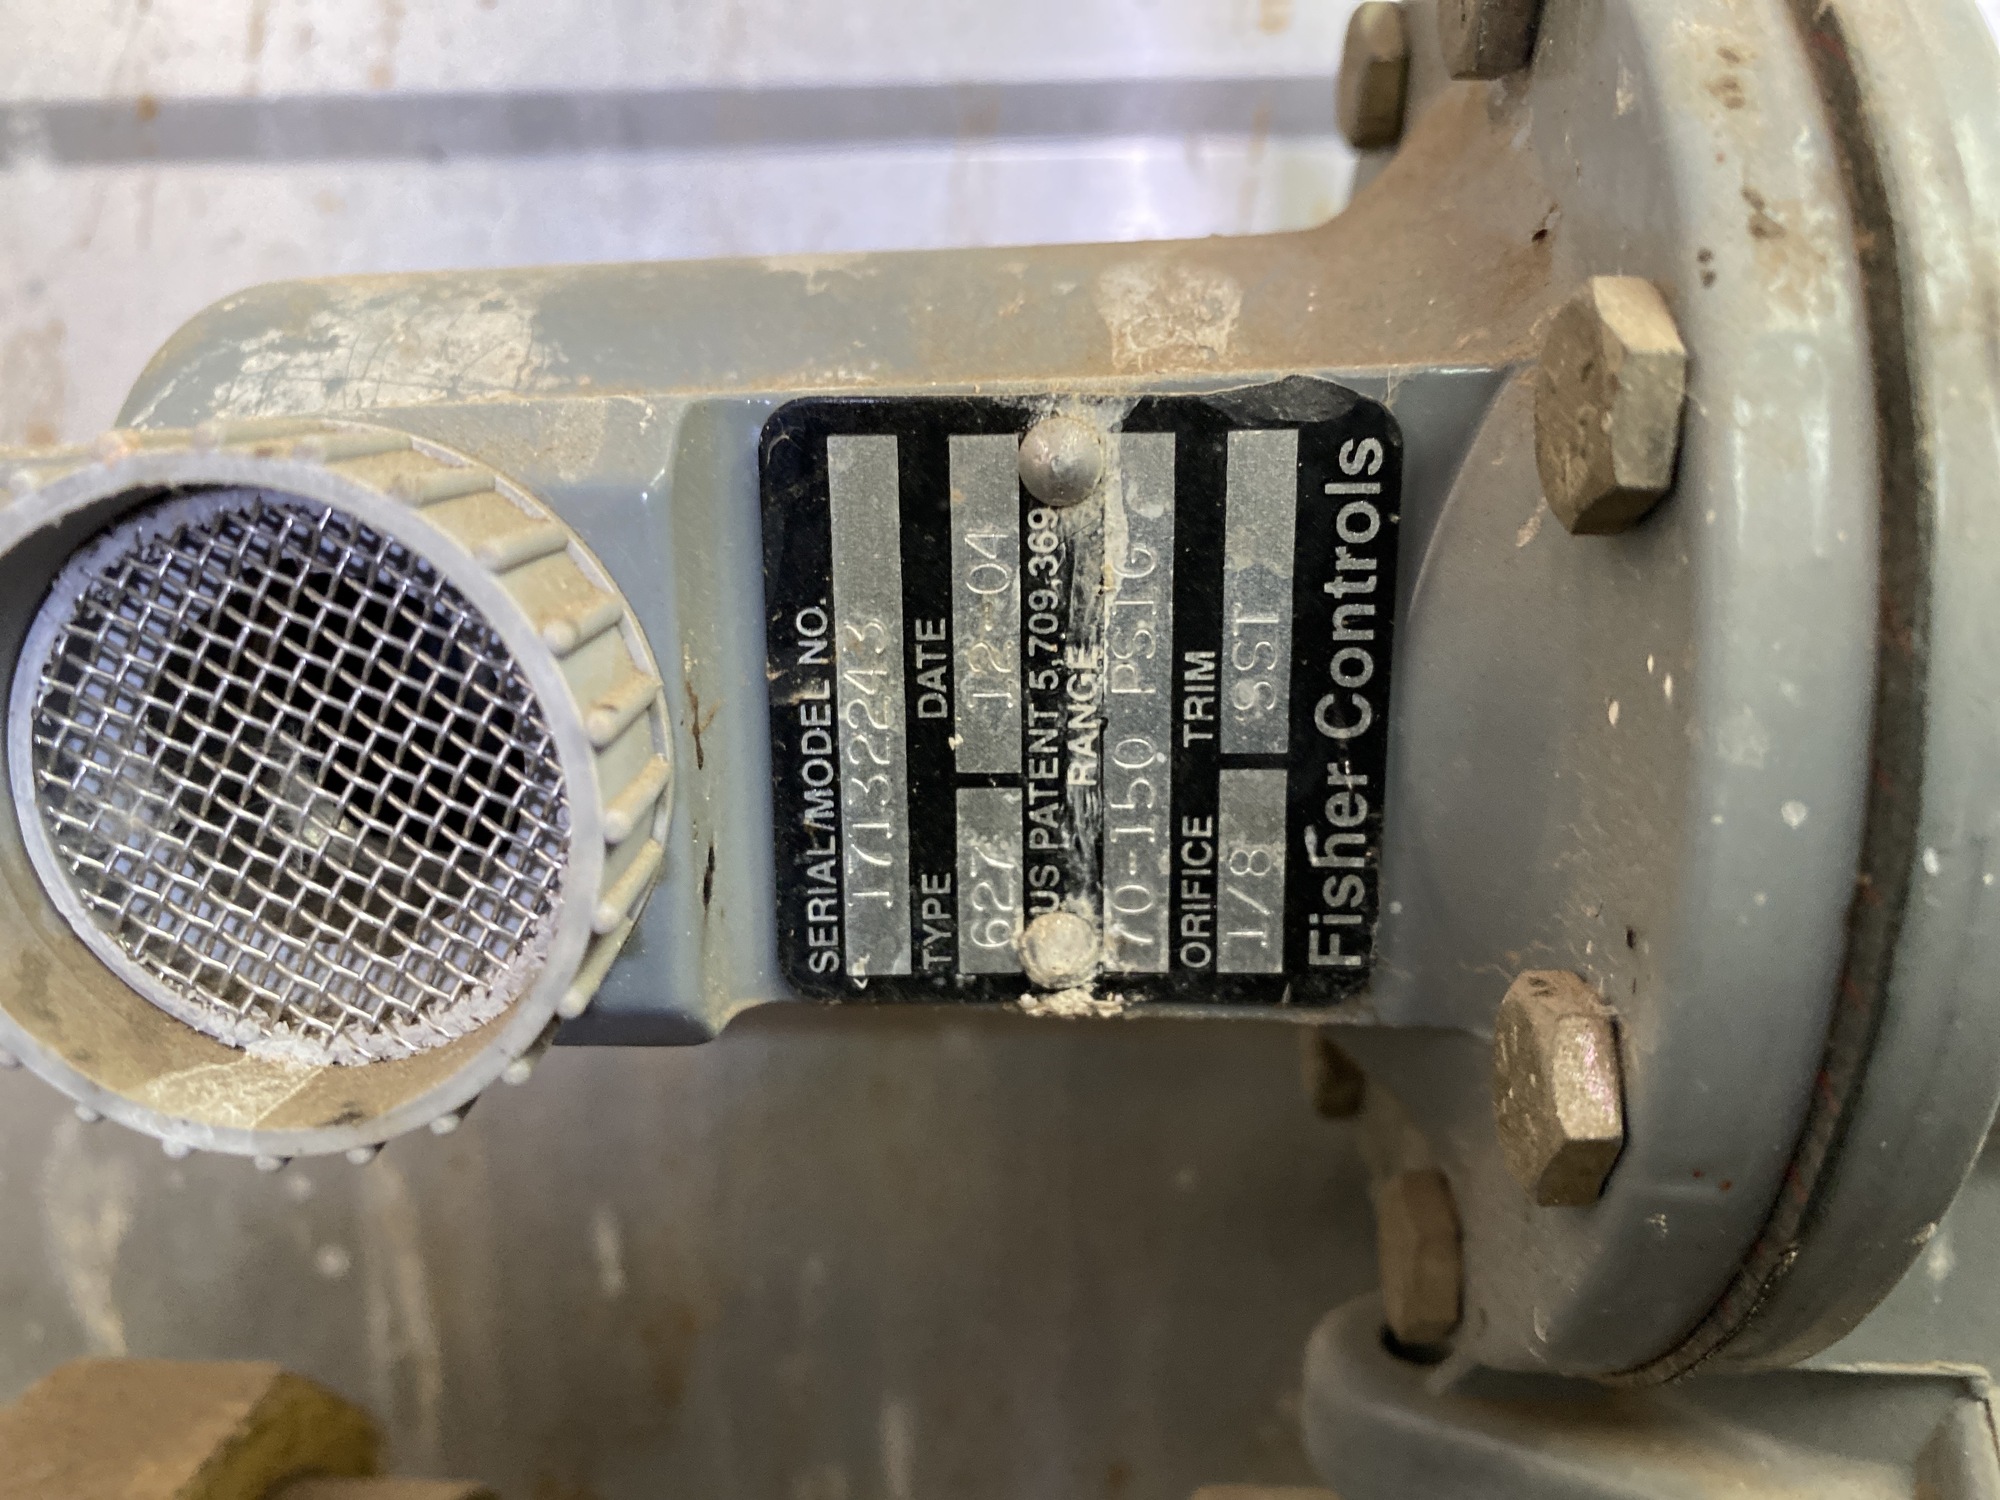 SERIAL/MODEL NO.
17132243
TYPE DATE
627 12-04
US PATENT 5,709,369
RANGE
70-150 PSIG
ORIFICE TRIM
1/8 SST
Fisher Controls